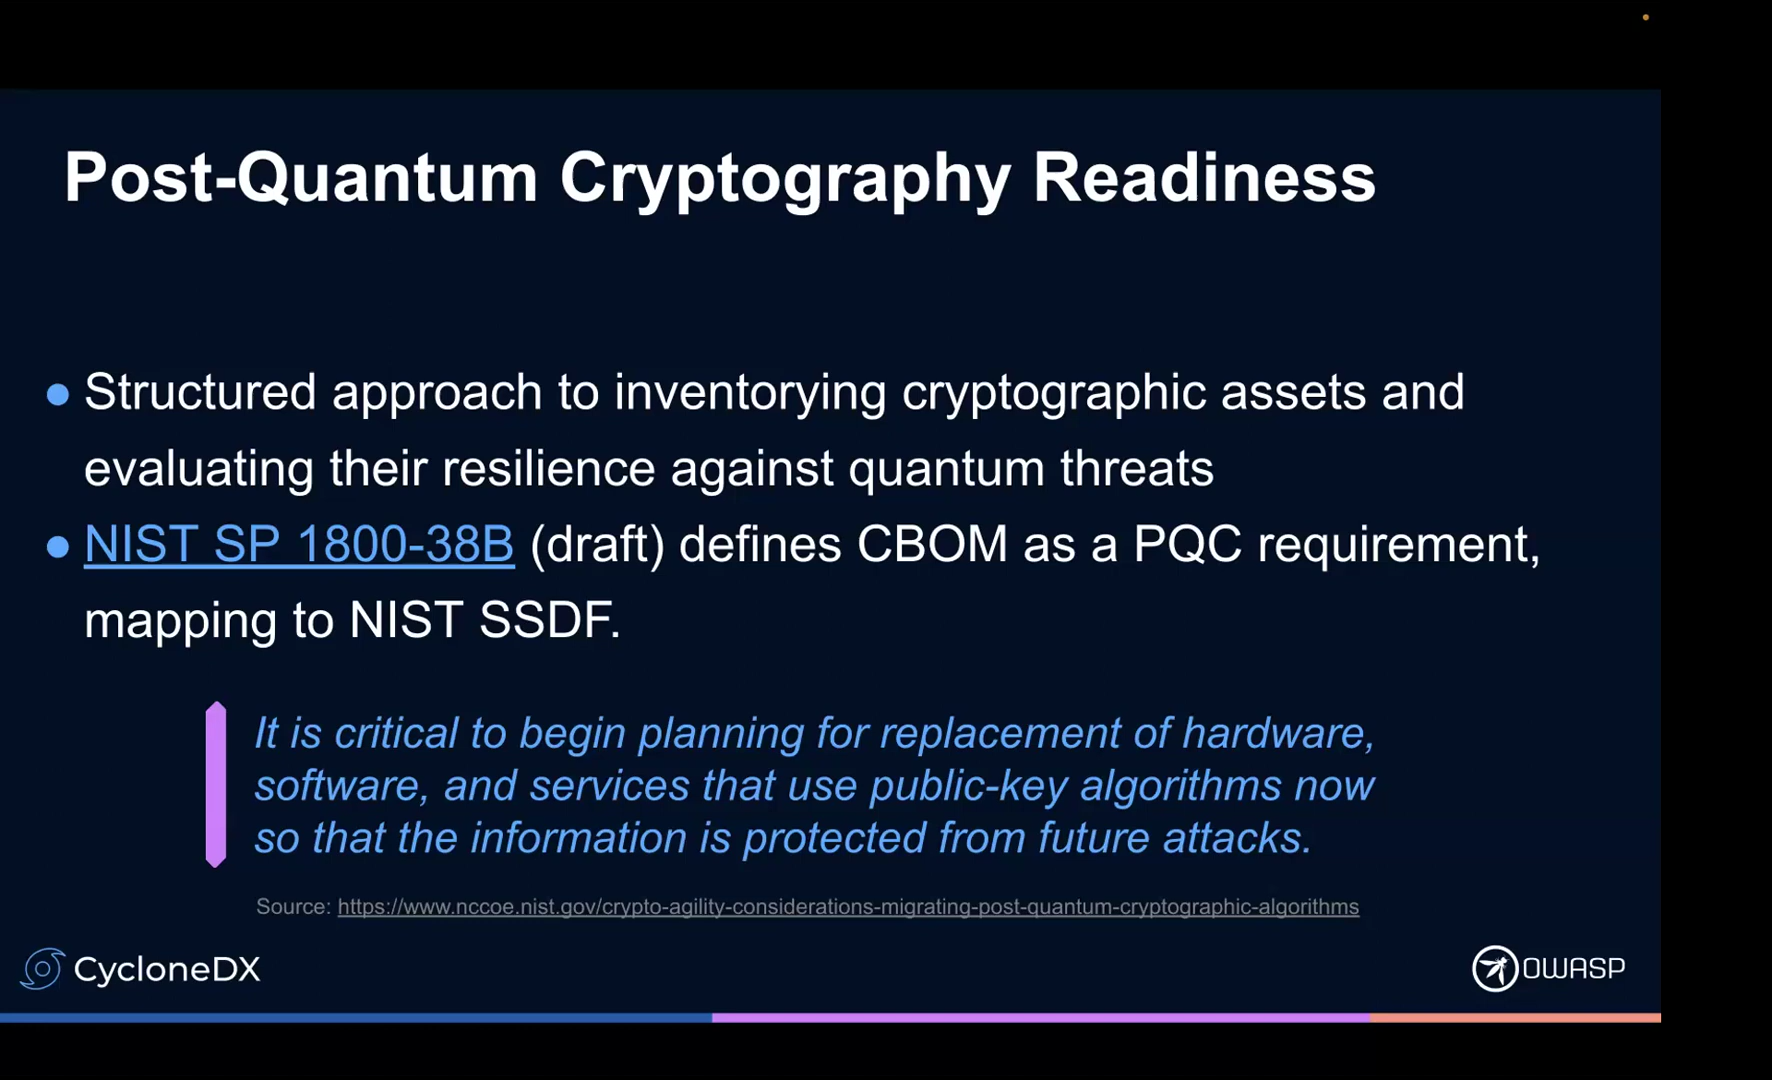 Post-Quantum Cryptography Readiness
● Structured approach to inventorying cryptographic assets and
evaluating their resilience against quantum threats
● NIST SP 1800-38B (draft) defines CBOM as a PQC requirement,
mapping to NIST SSDF.
It is critical to begin planning for replacement of hardware,
software, and services that use public-key algorithms now
so that the information is protected from future attacks.
Source: https://www.nccoe.nist.gov/crypto-agility-considerations-migrating-post-quantum-cryptographic-algorithms
CycloneDX
OWASP